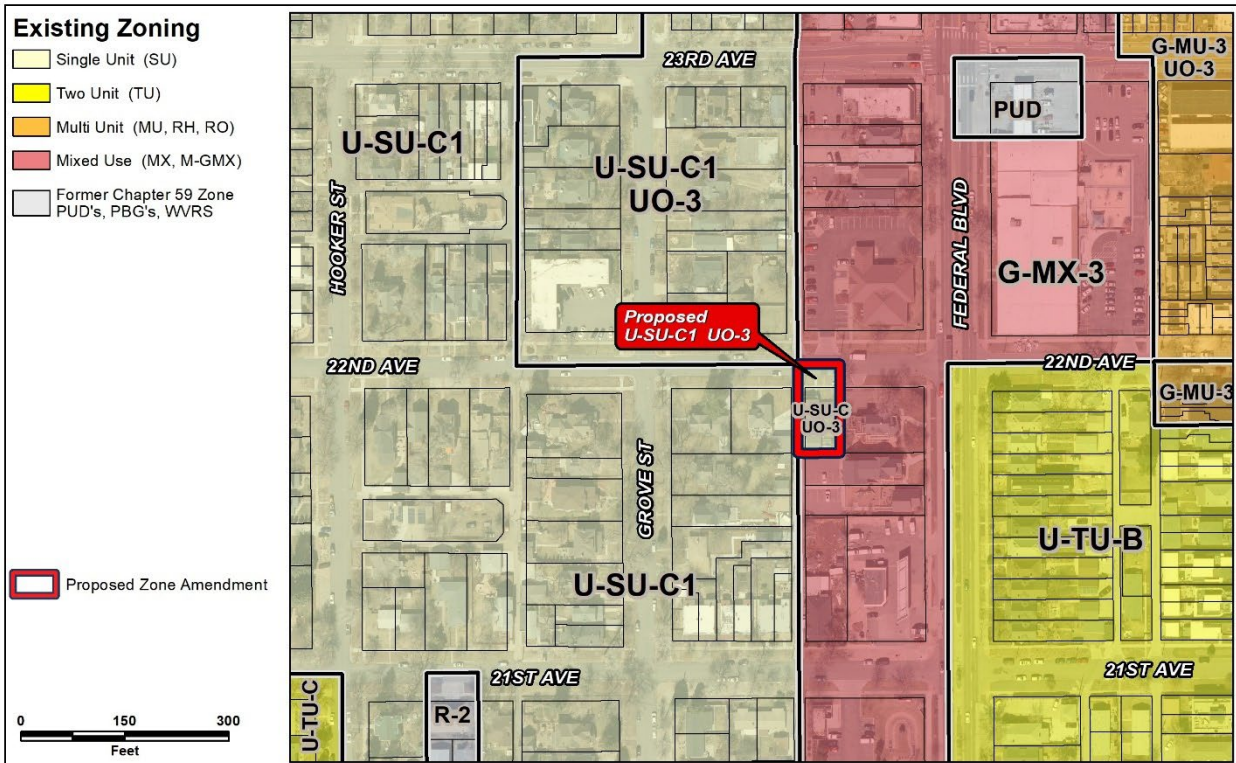 Existing Zoning
Single Unit (SU)
Two Unit (TU)
Multi Unit (MU, RH, RO)
Mixed Use (MX, M-GMX)
Former Chapter 59 Zone
PUD's, PBG's, WVRS
Proposed Zone Amendment
0 150 300
Feet
23RD AVE
G-MU-3
UO-3
PUD
U-SU-C1
U-SU-C1
UO-3
HOOKER ST
FEDERAL BLVD
G-MX-3
Proposed
U-SU-C1 UO-3
22ND AVE
22ND AVE
U-SU-C
UO-3
G-MU-3
GROVE ST
U-TU-B
U-SU-C1
21ST AVE
21ST AVE
U-TU-C
R-2